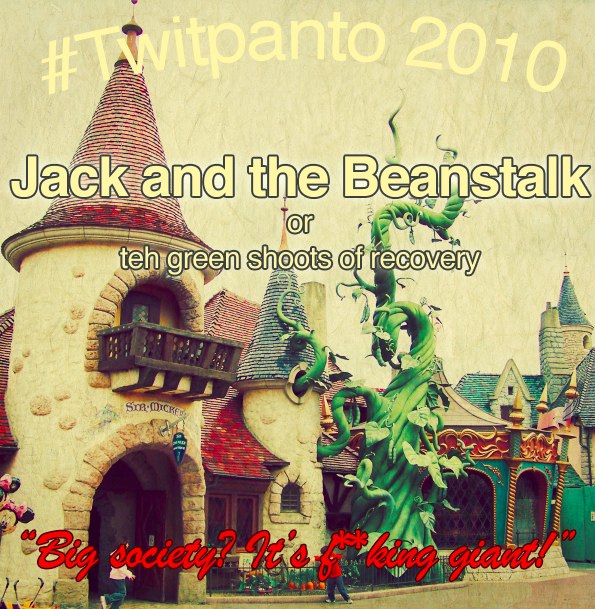 #Twitpanto 2010
Jack and the Beanstalk
or
teh green shoots of recovery
SIR MICKEY
"Big society? It's f**king giant!"